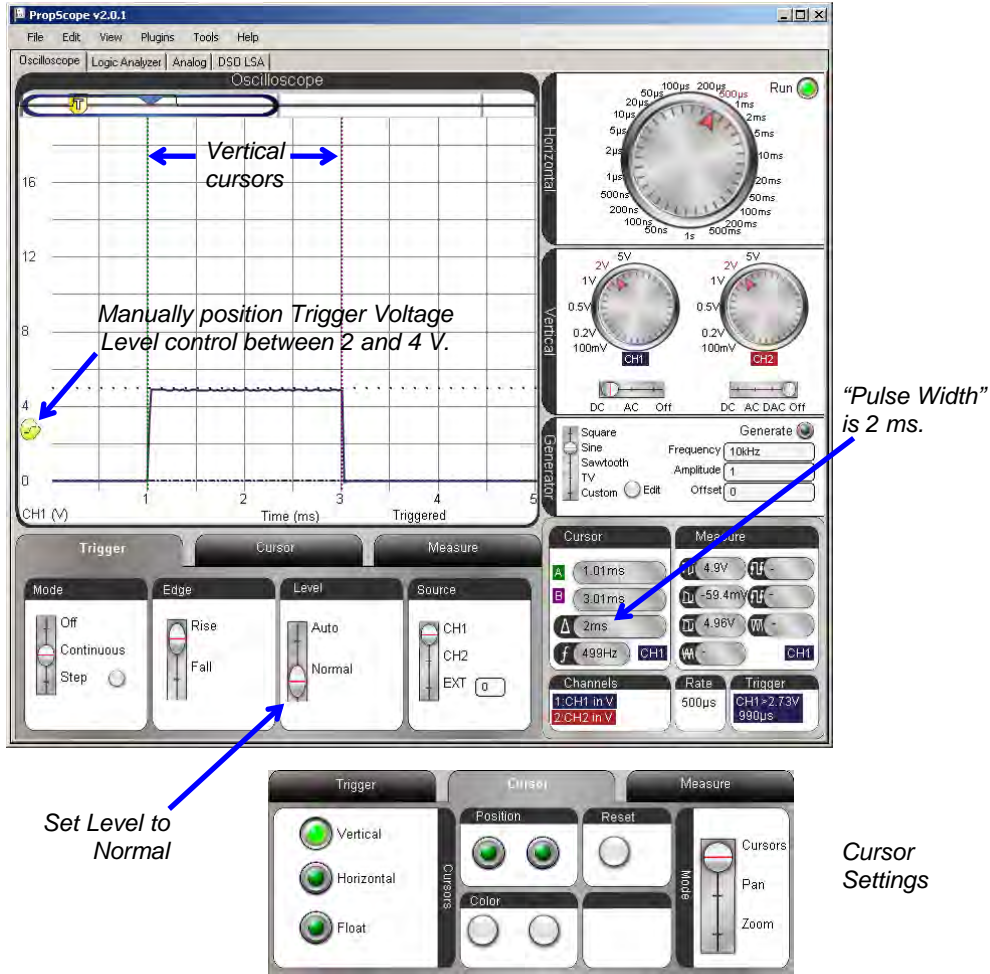 PropScope v2.0.1
File Edit View Plugins Tools Help
Oscilloscope Logic Analyzer Analog DSO LSA
Oscilloscope
T
Vertical
cursors
16
12
8
4
0
Manually position Trigger Voltage
Level control between 2 and 4 V.
1 2 3 4 5
CH1 (V) Time (ms) Triggered
Horizontal
Run
50ns
100ns
200ns
500ns
1µs
2µs
5µs
10µs
20µs
50µs
100µs
200µs
500µs
1ms
2ms
5ms
10ms
20ms
50ms
100ms
500ms
1s
Vertical
5V
2V
1V
0.5V
0.2V
100mV
CH1
DC AC Off
5V
2V
1V
0.5V
0.2V
100mV
CH2
DC AC DAC Off
Generator
Square
Sine
Sawtooth
TV
Custom Edit
Generate
Frequency 10kHz
Amplitude 1
Offset 0
"Pulse Width"
is 2 ms.
Trigger Cursor Measure
Mode
Off
Continuous
Step
Edge
Rise
Fall
Level
Auto
Normal
Source
CH1
CH2
EXT 0
Cursor
A 1.01ms
B 3.01ms
Δ 2ms
f 499Hz CH1
Measure
4.9V -
-59.4mV -
4.96V -
- CH1
Channels
1:CH1 in V
2:CH2 in V
Rate
500µs
Trigger
CH1>2.73V
990µs
Set Level to
Normal
Trigger Cursor Measure
Vertical
Horizontal
Float
Cursors
Position
Reset
Color
Mode
Cursors
Pan
Zoom
Cursor
Settings